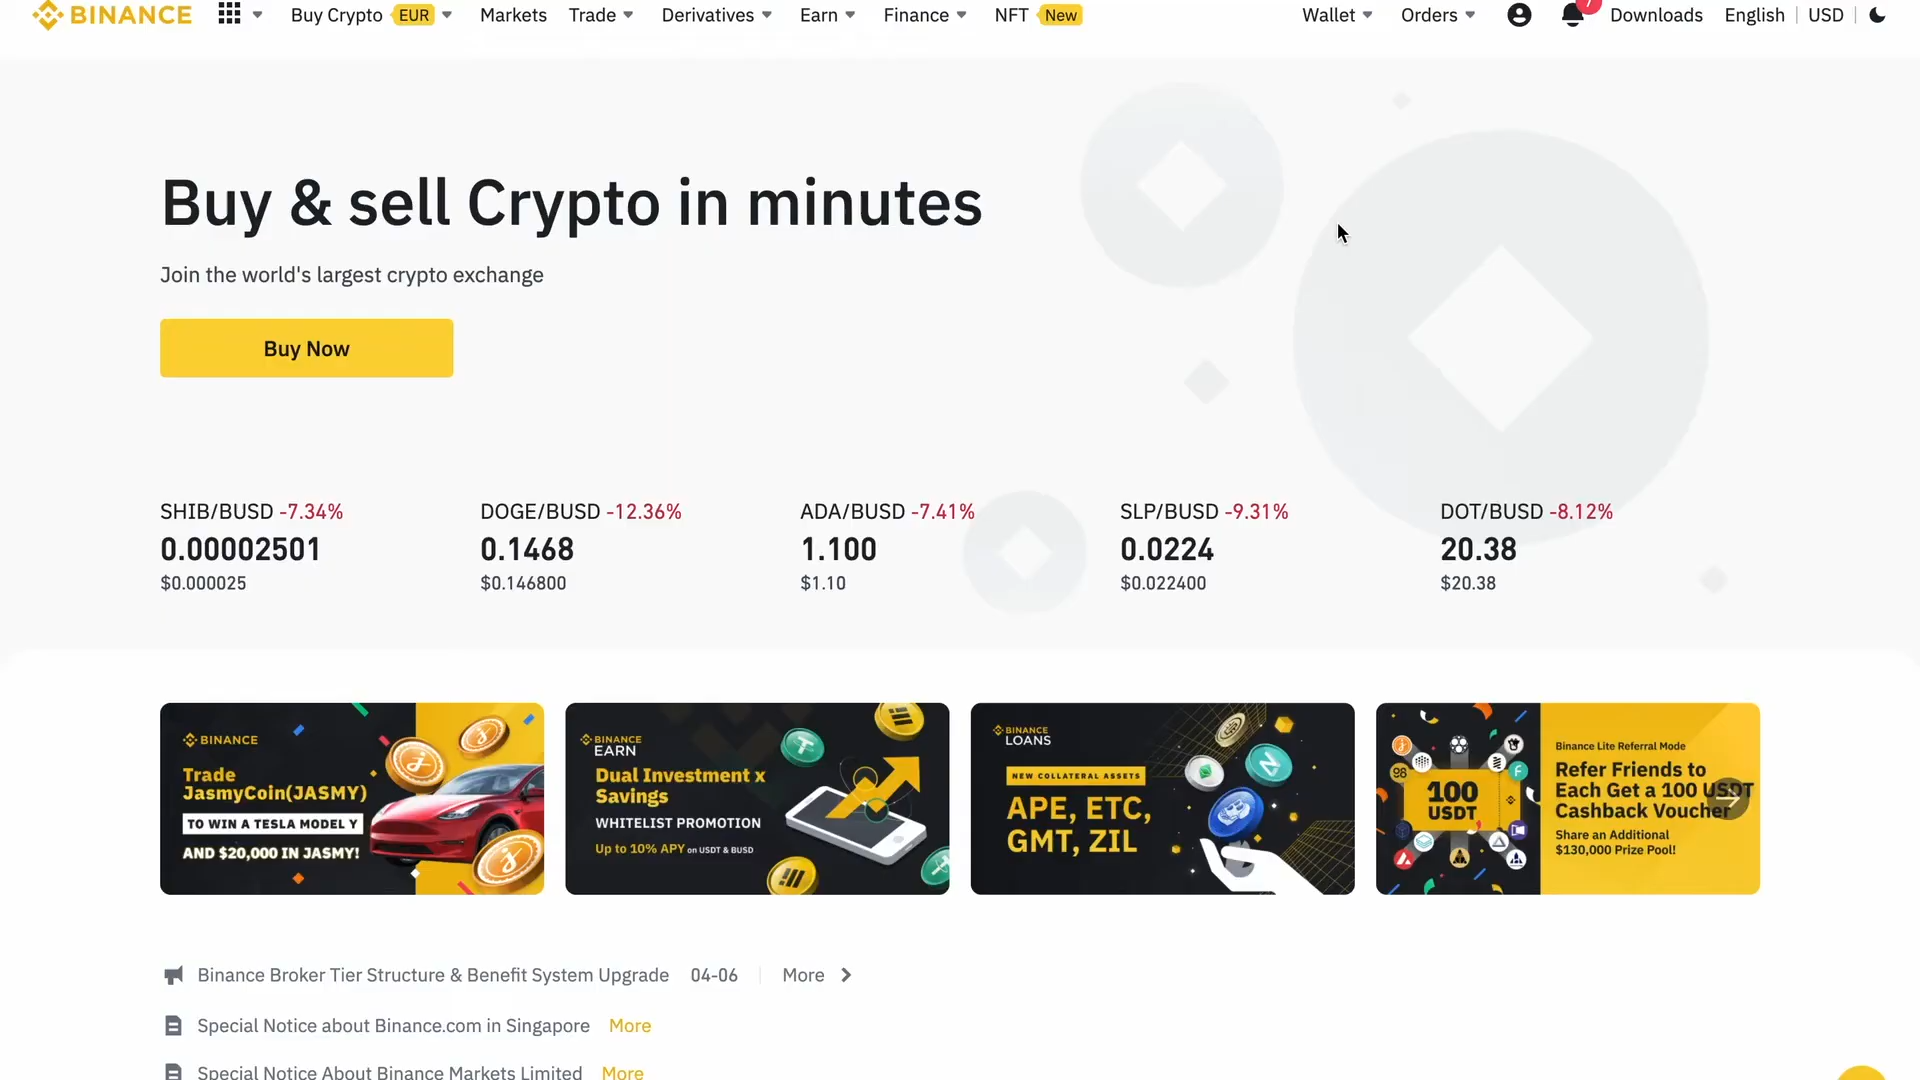 BINANCE
Buy Crypto EUR
Markets
Trade
Derivatives
Earn
Finance
NFT New
Wallet
Orders
7
Downloads
English
USD
Buy & sell Crypto in minutes
Join the world's largest crypto exchange
Buy Now
SHIB/BUSD -7.34%
0.00002501
$0.000025
DOGE/BUSD -12.36%
0.1468
$0.146800
ADA/BUSD -7.41%
1.100
$1.10
SLP/BUSD -9.31%
0.0224
$0.022400
DOT/BUSD -8.12%
20.38
$20.38
BINANCE
Trade
JasmyCoin(JASMY)
TO WIN A TESLA MODEL Y
AND $20,000 IN JASMY!
BINANCE
EARN
Dual Investment x
Savings
WHITELIST PROMOTION
Up to 10% APY on USDT & BUSD
BINANCE
LOANS
NEW COLLATERAL ASSETS
APE, ETC,
GMT, ZIL
100
USDT
Binance Lite Referral Mode
Refer Friends to
Each Get a 100 USDT
Cashback Voucher
Share an Additional
$130,000 Prize Pool!
Binance Broker Tier Structure & Benefit System Upgrade 04-06 More
Special Notice about Binance.com in Singapore More
Special Notice About Binance Markets Limited More